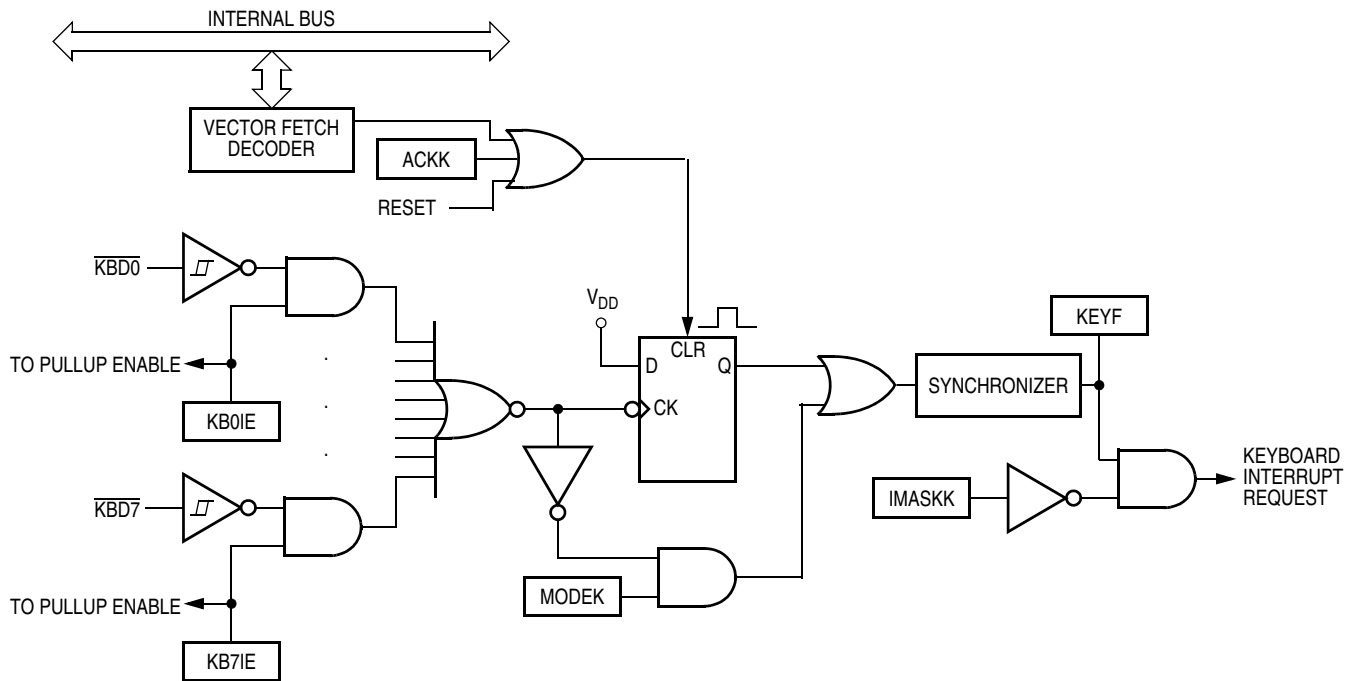 INTERNAL BUS
VECTOR FETCH
DECODER
ACKK
RESET
KBD0
VDD
KEYF
TO PULLUP ENABLE
CLR
D
Q
SYNCHRONIZER
KB0IE
CK
KEYBOARD
INTERRUPT
REQUEST
KBD7
IMASKK
TO PULLUP ENABLE
MODEK
KB7IE